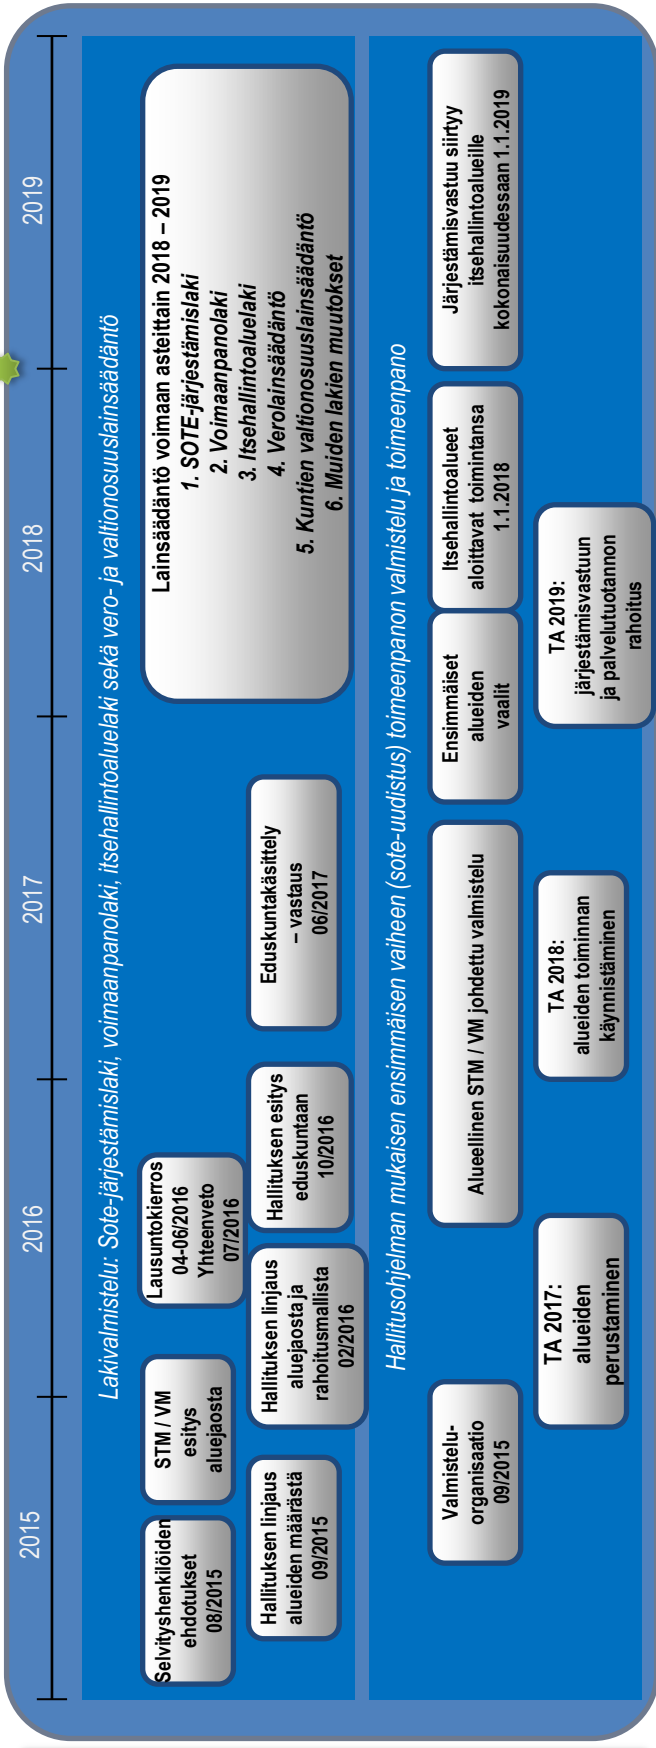 2015
2016
2017
2018
2019
Lakivalmistelu: Sote-järjestämislaki, voimaanpanolaki, itsehallintoaluelaki sekä vero- ja valtionosuuslainsäädäntö
Selvityshenkilöiden
ehdotukset
08/2015
STM / VM
esitys
aluejaosta
Lausuntokierros
04-06/2016
Yhteenveto
07/2016
Lainsäädäntö voimaan asteittain 2018 – 2019
1. SOTE-järjestämislaki
2. Voimaanpanolaki
3. Itsehallintoaluelaki
4. Verolainsäädäntö
5. Kuntien valtionosuuslainsäädäntö
6. Muiden lakien muutokset
Hallituksen linjaus
alueiden määrästä
09/2015
Hallituksen linjaus
aluejaosta ja
rahoitusmallista
02/2016
Hallituksen esitys
eduskuntaan
10/2016
Eduskuntakäsittely
– vastaus
06/2017
Hallitusohjelman mukaisen ensimmäisen vaiheen (sote-uudistus) toimeenpanon valmistelu ja toimeenpano
Valmistelu-
organisaatio
09/2015
Alueellinen STM / VM johdettu valmistelu
Ensimmäiset
alueiden
vaalit
Itsehallintoalueet
aloittavat toimintansa
1.1.2018
Järjestämisvastuu siirtyy
itsehallintoalueille
kokonaisuudessaan 1.1.2019
TA 2017:
alueiden
perustaminen
TA 2018:
alueiden toiminnan
käynnistäminen
TA 2019:
järjestämisvastuun
ja palvelutuotannon
rahoitus